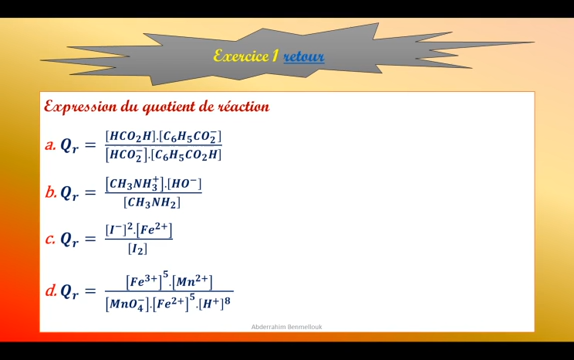 Exercice 1 retour
Expression du quotient de réaction
a. Qr = [HCO2H].[C6H5CO2−] / [HCO2−].[C6H5CO2H]
b. Qr = [CH3NH3+].[HO−] / [CH3NH2]
c. Qr = [I−]².[Fe2+] / [I2]
d. Qr = [Fe3+]^5.[Mn2+] / [MnO4−].[Fe2+]^5.[H+]^8
Abderrahim Benmellouk